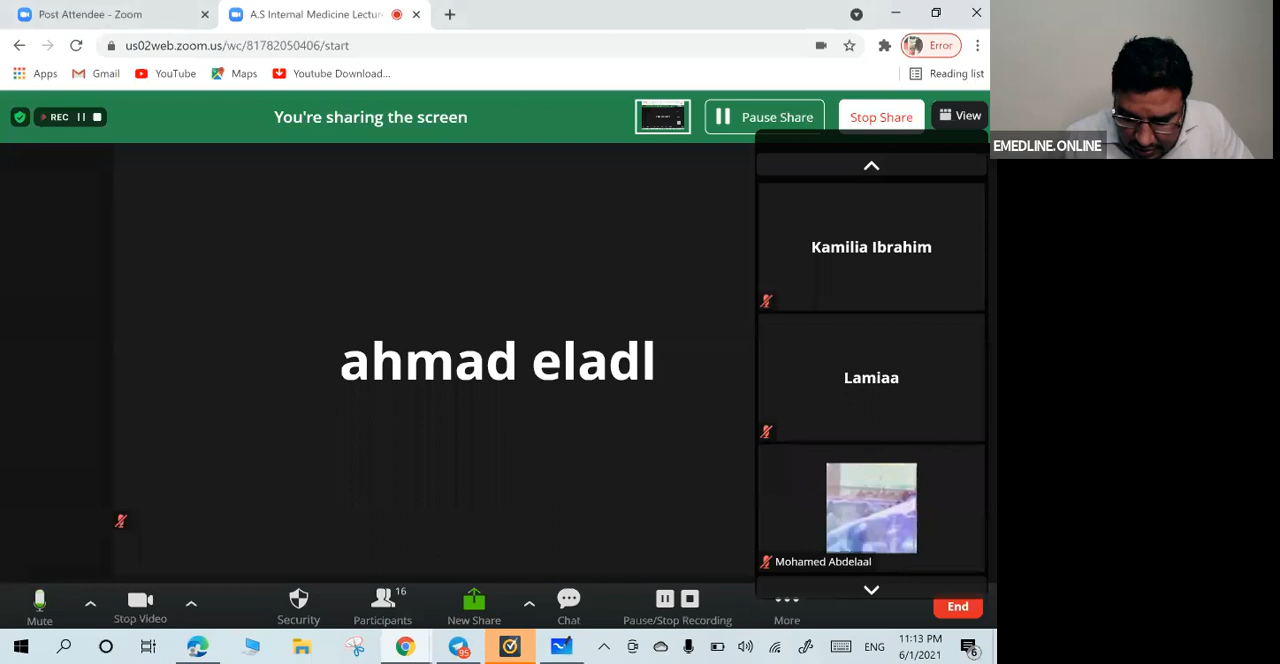 Post Attendee - Zoom
A.S Internal Medicine Lectur
us02web.zoom.us/wc/81782050406/start
Error
Apps
Gmail
YouTube
Maps
Youtube Download...
Reading list
REC
You're sharing the screen
Pause Share
Stop Share
View
EMEDLINE.ONLINE
Kamilia Ibrahim
Lamiaa
ahmad eladl
Mohamed Abdelaal
Mute
Stop Video
Security
Participants
16
New Share
Chat
Pause/Stop Recording
More
End
95
ENG
11:13 PM
6/1/2021
6